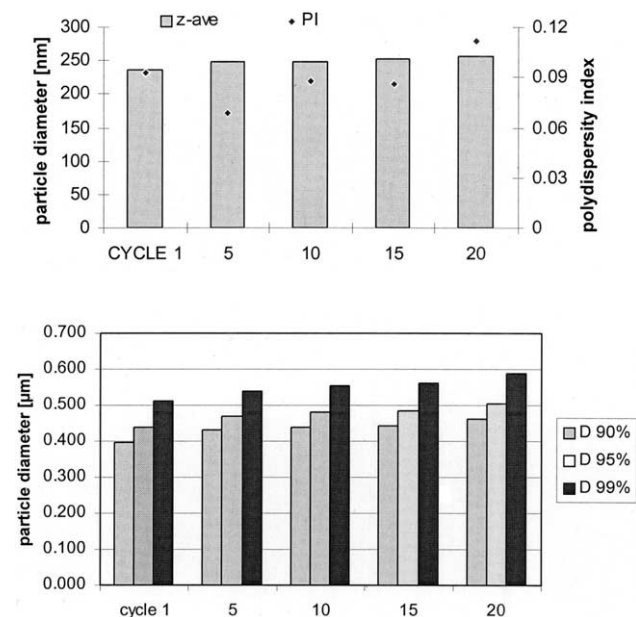 z-ave PI
300 0.12
250
0.09
200
150 0.06
100
0.03
50
0 0
CYCLE 1 5 10 15 20
particle diameter [nm]
polydispersity index
0.700
0.600
0.500
0.400
0.300
0.200
0.100
0.000
cycle 1 5 10 15 20
particle diameter [µm]
D 90%
D 95%
D 99%